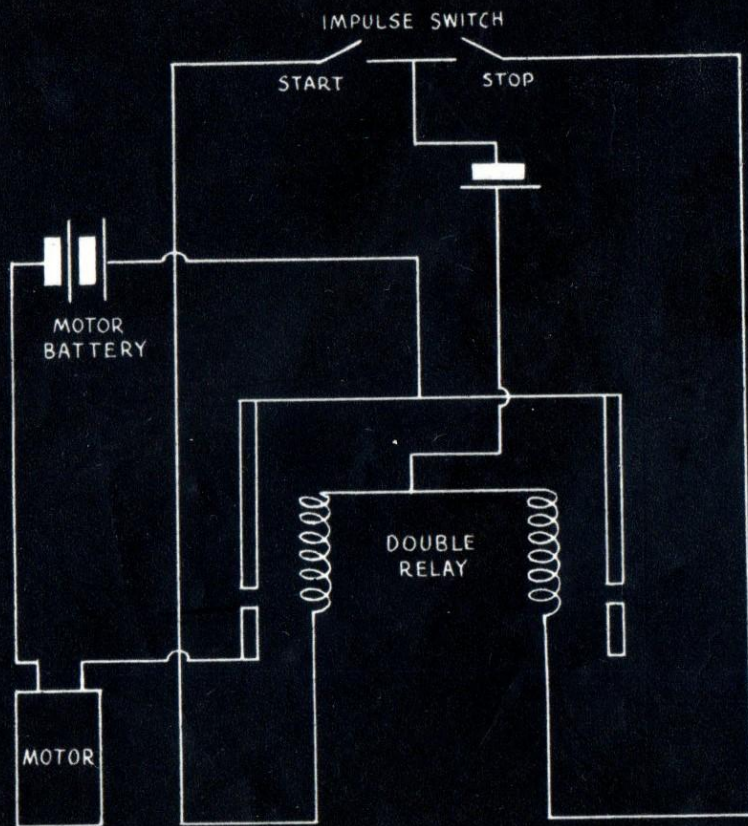 IMPULSE SWITCH
START
STOP
MOTOR
BATTERY
DOUBLE
RELAY
MOTOR